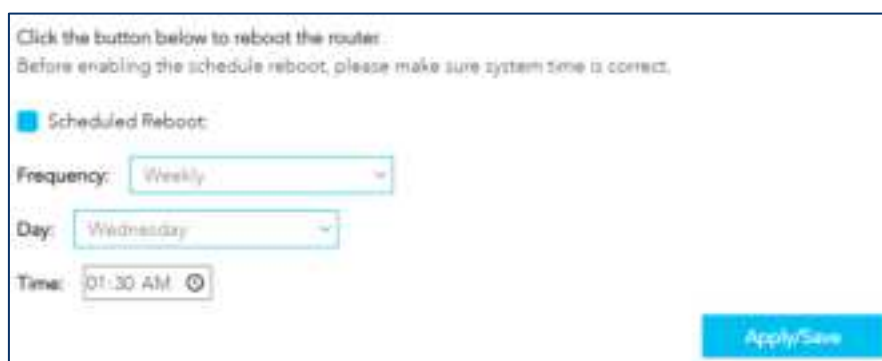 Click the button below to reboot the router
Before enabling the schedule reboot, please make sure system time is correct.
Scheduled Reboot:
Frequency: Weekly
Day: Wednesday
Time: 01:30 AM
Apply/Save